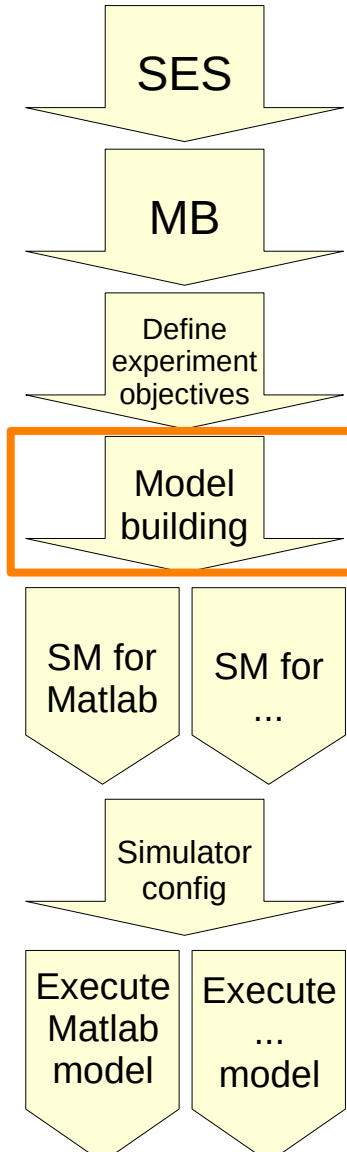 SES
MB
Define
experiment
objectives
Model
building
SM for
Matlab
SM for
...
Simulator
config
Execute
Matlab
model
Execute
...
model